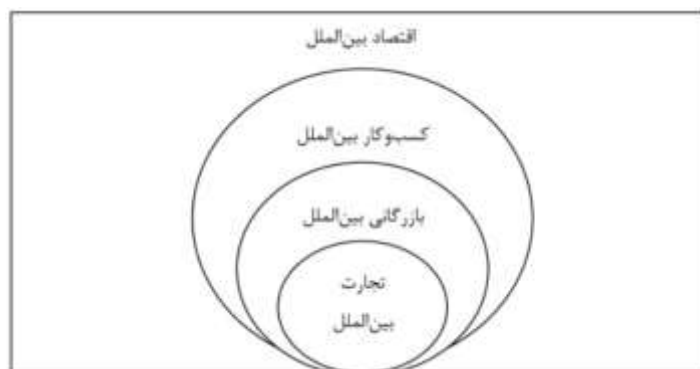 اقتصاد بین‌الملل
کسب‌وکار بین‌الملل
بازرگانی بین‌الملل
تجارت
بین‌الملل